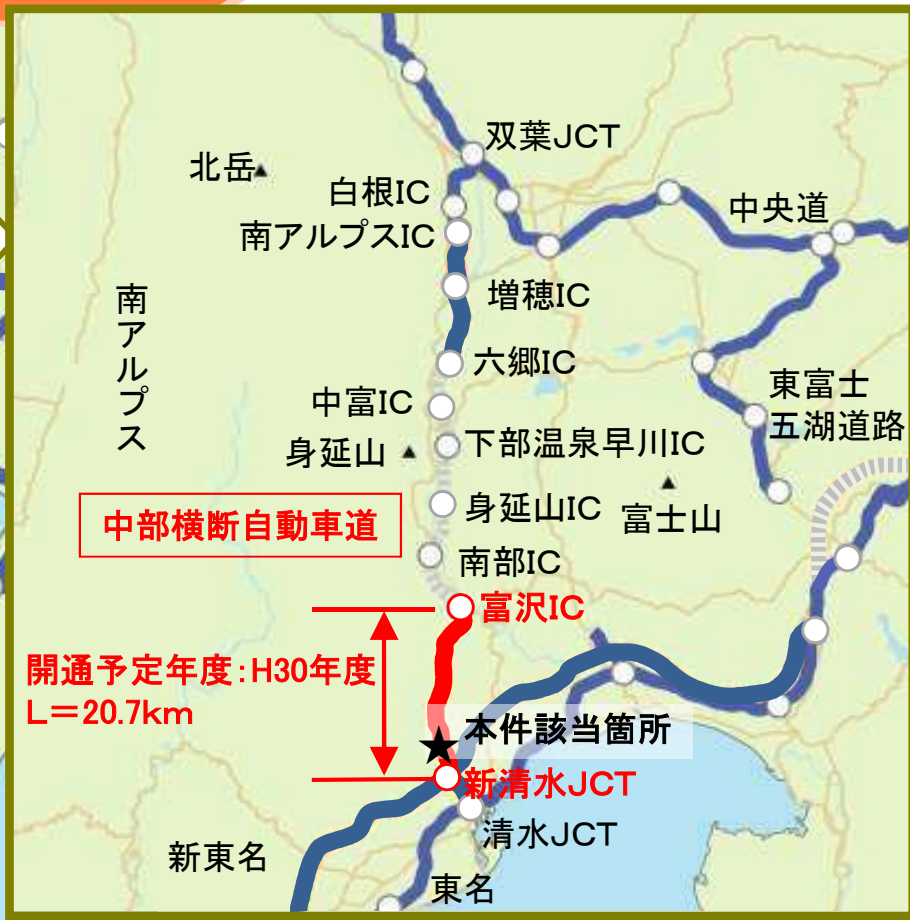 双葉JCT
北岳
白根IC
中央道
南アルプスIC
南アルプス
増穂IC
六郷IC
東富士
五湖道路
中富IC
身延山
下部温泉早川IC
中部横断自動車道
身延山IC
富士山
南部IC
富沢IC
開通予定年度：H30年度
L＝20.7km
本件該当箇所
新清水JCT
清水JCT
新東名
東名